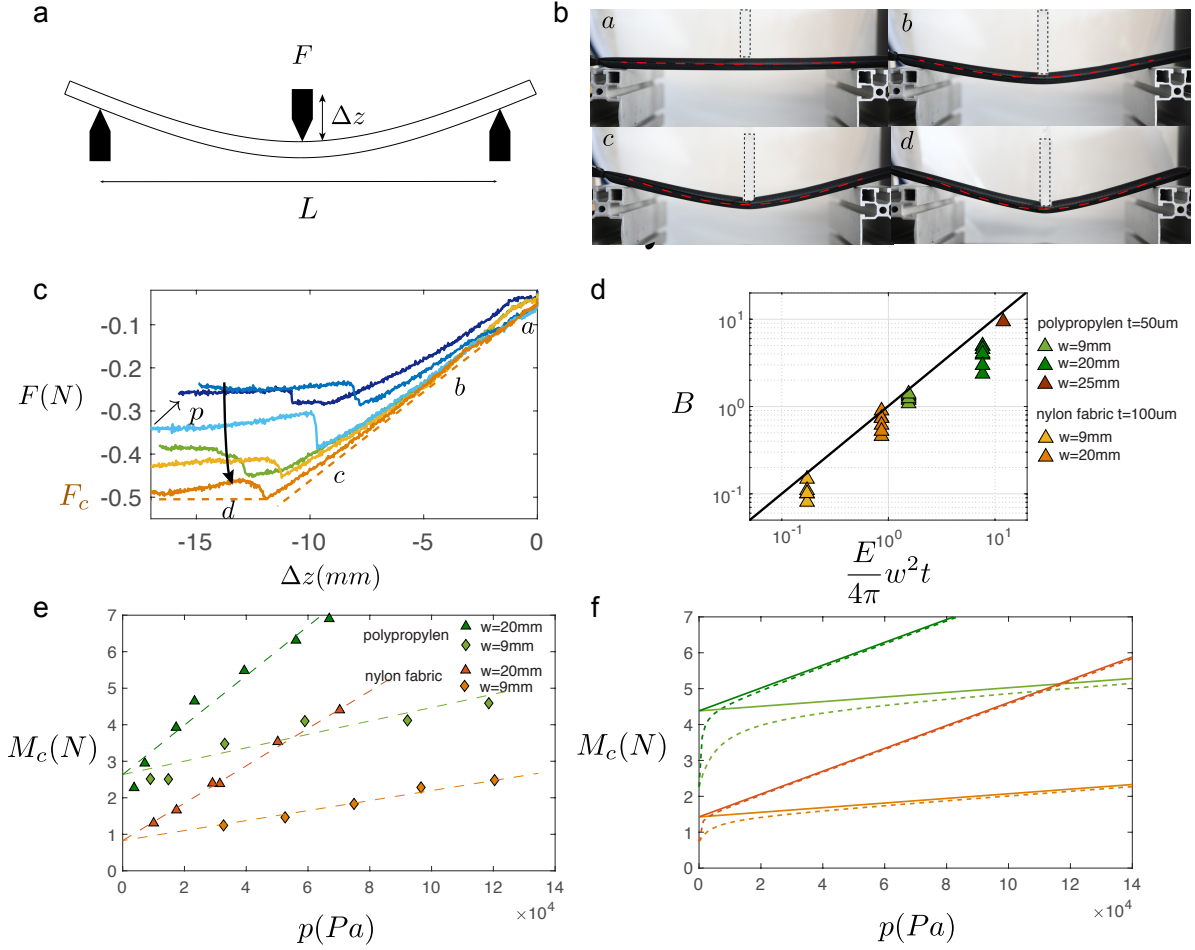 a
F
Δz
L
b
a
b
c
d
c
-0.1
-0.3
-0.4
-0.5
F(N)
F_c
p
a
b
c
d
-15
-10
-5
0
Δz(mm)
d
10^1
10^0
10^-1
B
10^-1
10^0
10^1
E/4π w²t
polypropylen t=50um
w=9mm
w=20mm
w=25mm
nylon fabric t=100um
w=9mm
w=20mm
e
7
6
5
4
3
2
1
0
M_c(N)
polypropylen
w=20mm
w=9mm
nylon fabric
w=20mm
w=9mm
0
2
4
6
8
10
12
14
×10^4
p(Pa)
f
7
6
5
4
3
2
1
0
M_c(N)
0
2
4
6
8
10
12
14
×10^4
p(Pa)